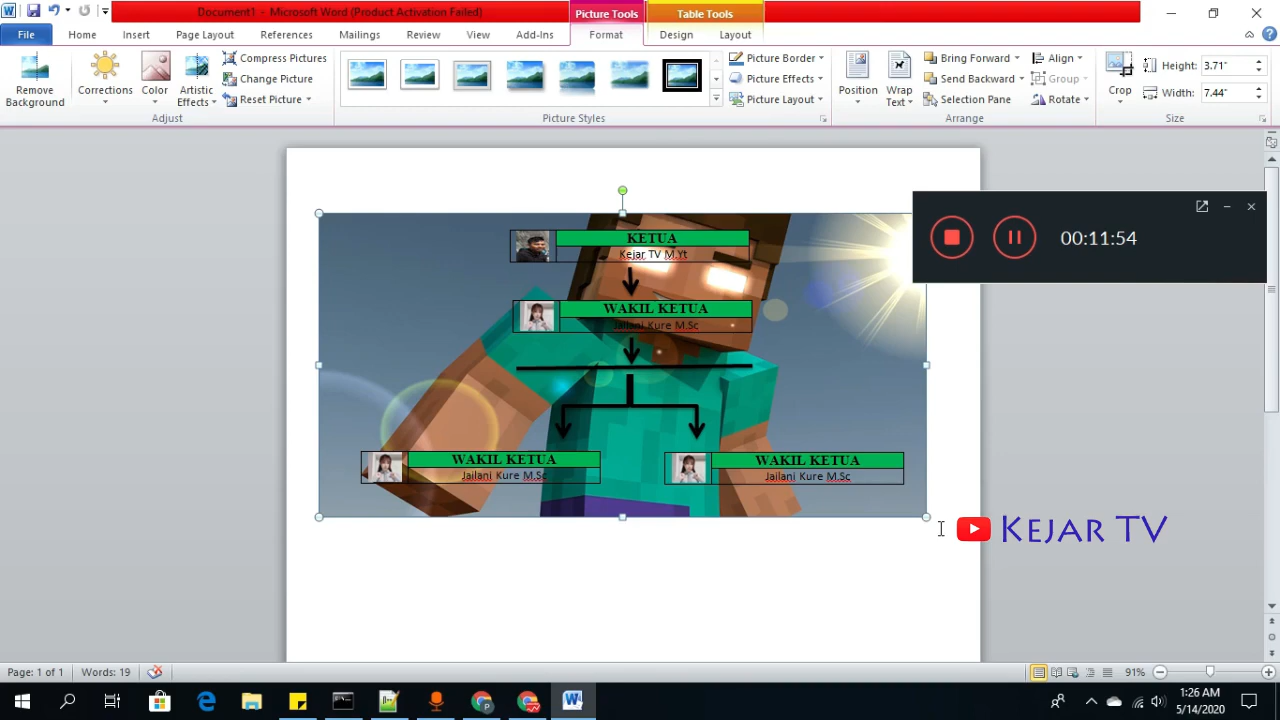 Document1 - Microsoft Word (Product Activation Failed)
Picture Tools
Table Tools
File
Home
Insert
Page Layout
References
Mailings
Review
View
Add-Ins
Format
Design
Layout
Remove Background
Corrections
Color
Artistic Effects
Compress Pictures
Change Picture
Reset Picture
Adjust
Picture Styles
Picture Border
Picture Effects
Picture Layout
Position
Wrap Text
Bring Forward
Send Backward
Selection Pane
Align
Group
Rotate
Arrange
Crop
Height: 3.71"
Width: 7.44"
Size
00:11:54
KETUA
Kejar TV M.Yt
WAKIL KETUA
Jailani Kure M.Sc
WAKIL KETUA
Jailani Kure M.Sc
WAKIL KETUA
Jailani Kure M.Sc
Kejar TV
Page: 1 of 1
Words: 19
91%
1:26 AM
5/14/2020